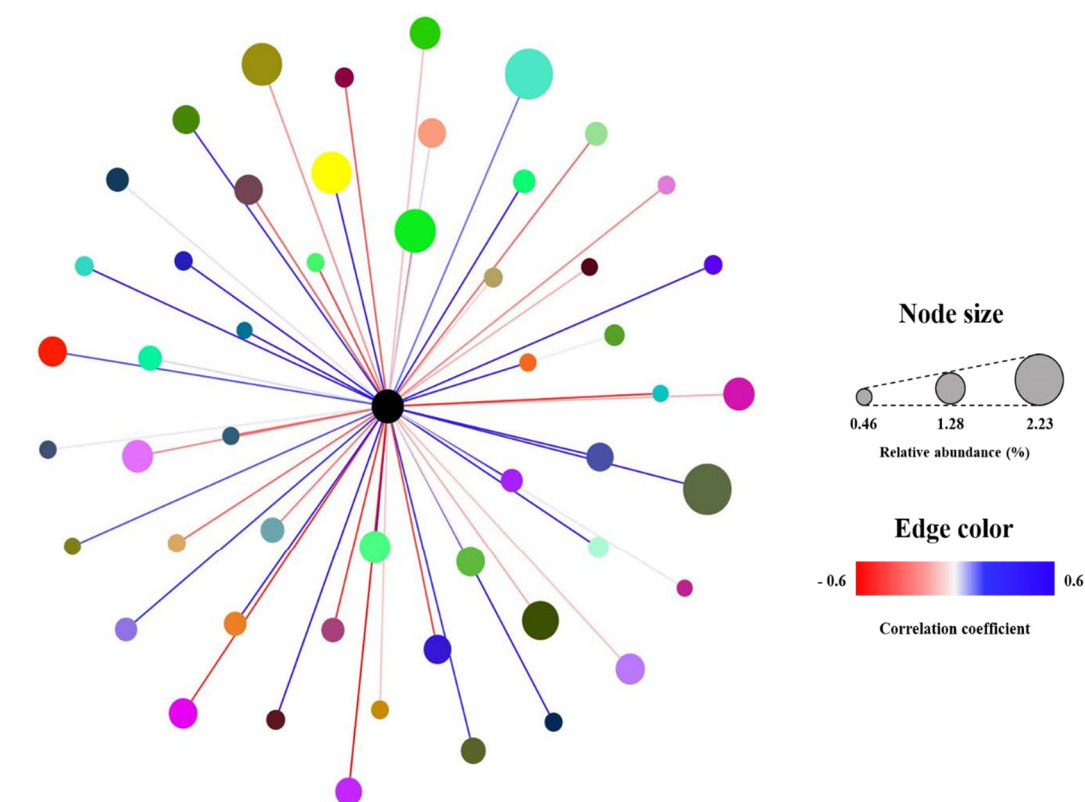 Node size
0.46 1.28 2.23
Relative abundance (%)
Edge color
- 0.6 0.6
Correlation coefficient